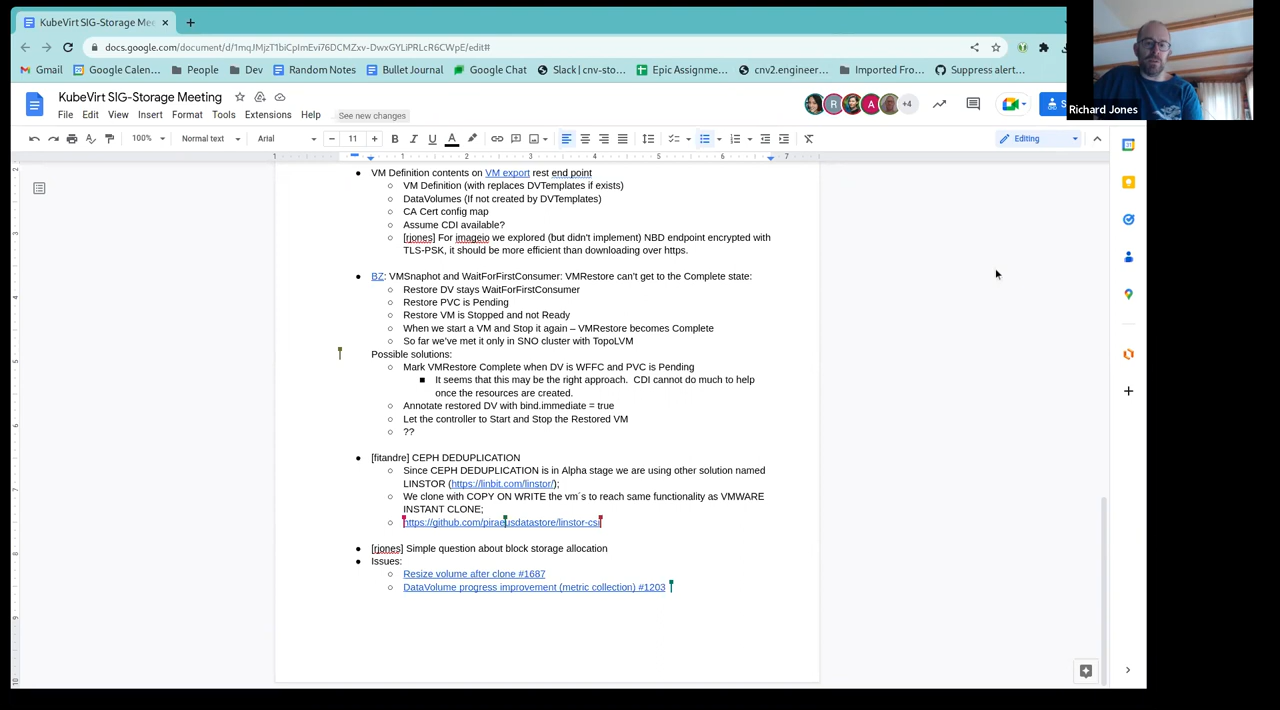 KubeVirt SIG-Storage Mee
docs.google.com/document/d/1mqJMjzT1biCpImEvi76DCMZxv-DwxGYLiPRLcR6CWpE/edit#
Gmail
Google Calen...
People
Dev
Random Notes
Bullet Journal
Google Chat
Slack | cnv-sto...
Epic Assignme...
cnv2.engineer...
Imported Fro...
Suppress alert...
Richard Jones
KubeVirt SIG-Storage Meeting
+4
File Edit View Insert Format Tools Extensions Help See new changes
100% Normal text Arial 11 B I U A Editing
1 1 2 3 4 5 6 7
VM Definition contents on VM export rest end point
VM Definition (with replaces DVTemplates if exists)
DataVolumes (If not created by DVTemplates)
CA Cert config map
Assume CDI available?
[rjones] For imageio we explored (but didn't implement) NBD endpoint encrypted with
TLS-PSK, it should be more efficient than downloading over https.
BZ: VMSnaphot and WaitForFirstConsumer: VMRestore can't get to the Complete state:
Restore DV stays WaitForFirstConsumer
Restore PVC is Pending
Restore VM is Stopped and not Ready
When we start a VM and Stop it again – VMRestore becomes Complete
So far we've met it only in SNO cluster with TopoLVM
Possible solutions:
Mark VMRestore Complete when DV is WFFC and PVC is Pending
It seems that this may be the right approach. CDI cannot do much to help
once the resources are created.
Annotate restored DV with bind.immediate = true
Let the controller to Start and Stop the Restored VM
??
[fitandre] CEPH DEDUPLICATION
Since CEPH DEDUPLICATION is in Alpha stage we are using other solution named
LINSTOR (https://linbit.com/linstor/);
We clone with COPY ON WRITE the vm´s to reach same functionality as VMWARE
INSTANT CLONE;
https://github.com/piraeusdatastore/linstor-csi
[rjones] Simple question about block storage allocation
Issues:
Resize volume after clone #1687
DataVolume progress improvement (metric collection) #1203